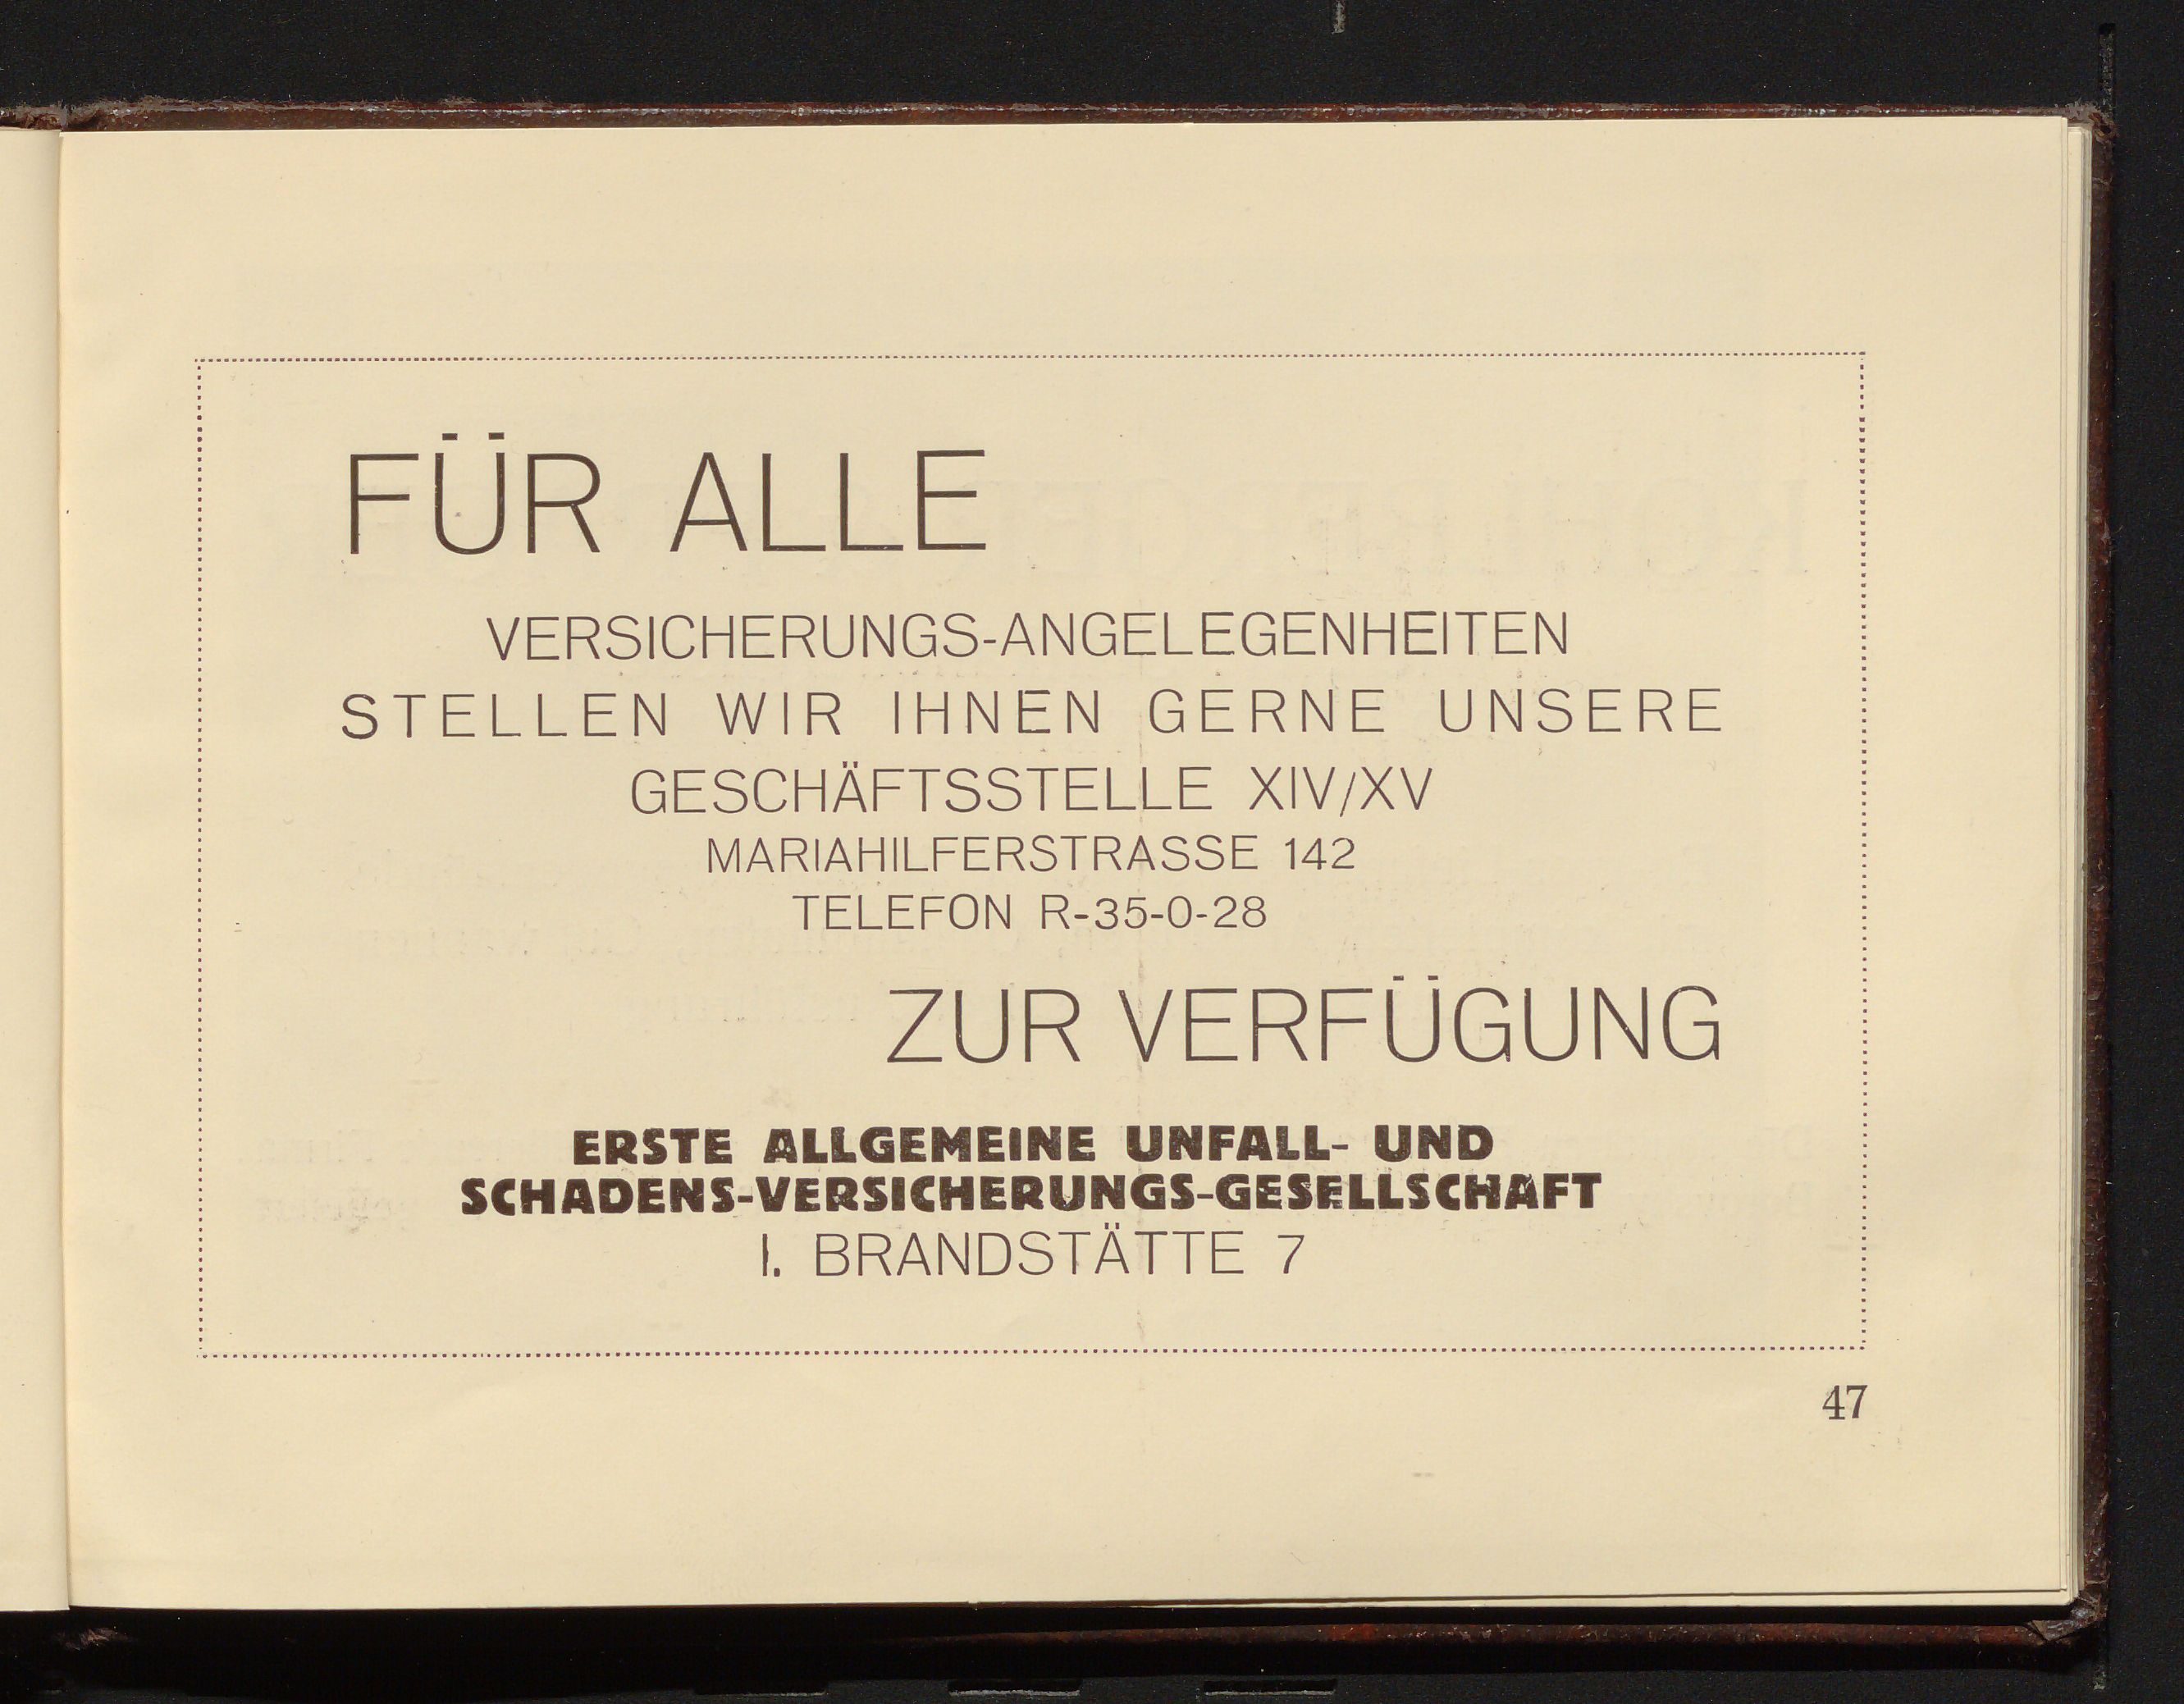 FÜR ALLE
VERSICHERUNGS-ANGELEGENHEITEN
STELLEN WIR IHNEN GERNE UNSERE
GESCHÄFTSSTELLE XIV/XV
MARIAHILFERSTRASSE 142
TELEFON R-35-0-28
ZUR VERFÜGUNG
ERSTE ALLGEMEINE UNFALL- UND
SCHADENS-VERSICHERUNGS-GESELLSCHAFT
I. BRANDSTÄTTE 7
47